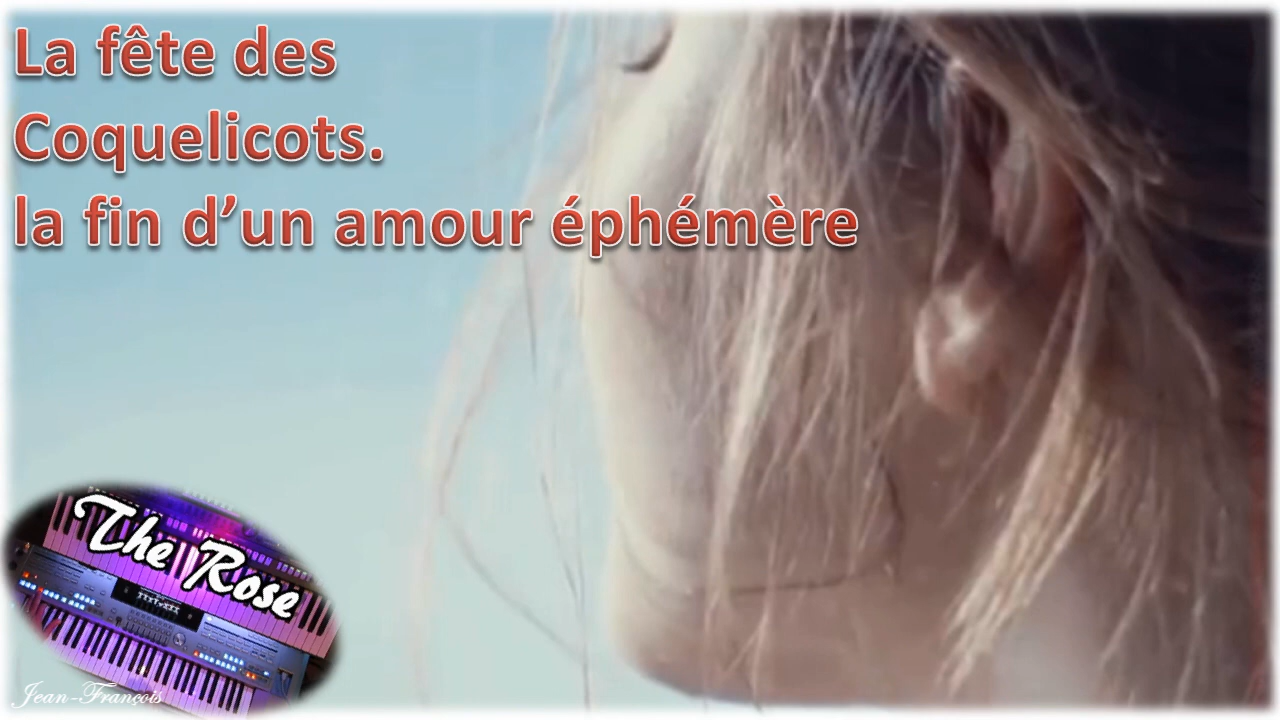 La fête des
Coquelicots.
la fin d’un amour éphémère
The Rose
Jean-François